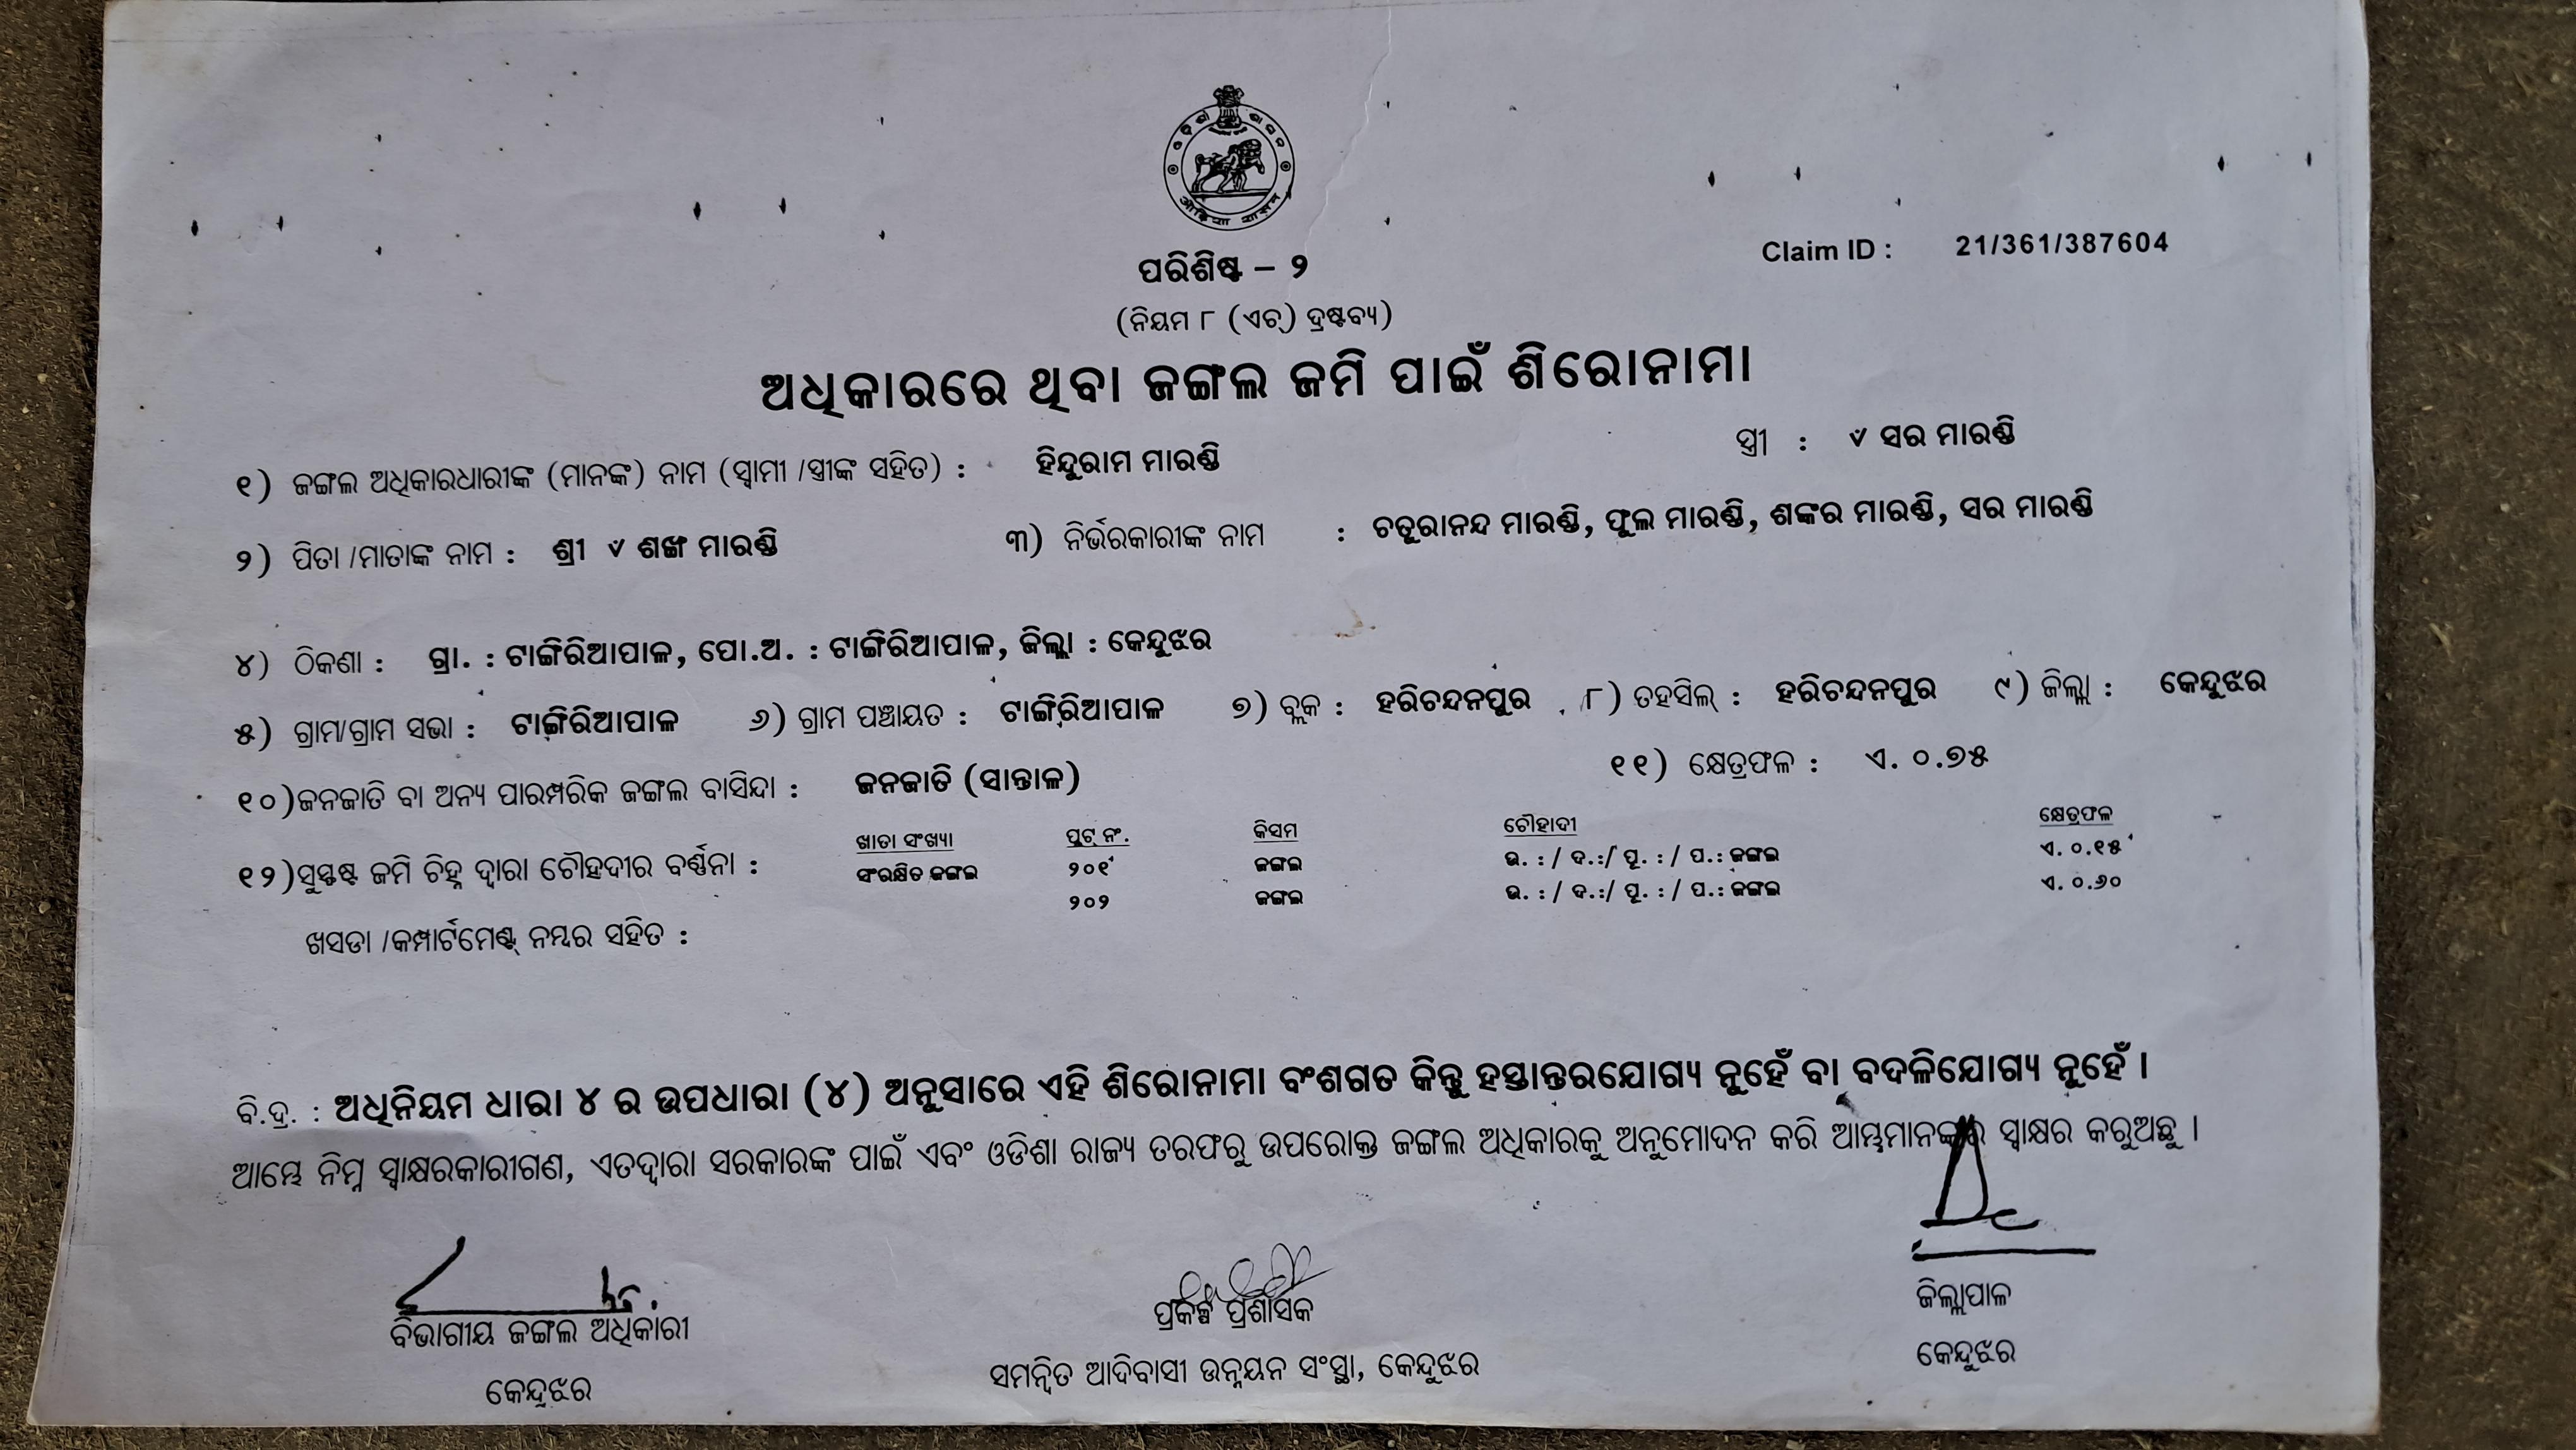 ଓଡ଼ିଶା ଶାସନ
ओड़िशा शासन
ପରିଶିଷ୍ଟ – ୨
Claim ID : 21/361/387604
(ନିୟମ ୮ (ଏଚ୍) ଦ୍ରଷ୍ଟବ୍ୟ)
ଅଧିକାରରେ ଥିବା ଜଙ୍ଗଲ ଜମି ପାଇଁ ଶିରୋନାମା
୧) ଜଙ୍ଗଲ ଅଧିକାରଧାରୀଙ୍କ (ମାନଙ୍କ) ନାମ (ସ୍ୱାମୀ /ସ୍ତ୍ରୀଙ୍କ ସହିତ) : ହିନ୍ଦୁରାମ ମାରଣ୍ଡି ସ୍ତ୍ରୀ : ୰ ସର ମାରଣ୍ଡି
୨) ପିତା /ମାତାଙ୍କ ନାମ : ଶ୍ରୀ ୰ ଶଙ୍ଖ ମାରଣ୍ଡି ୩) ନିର୍ଭରକାରୀଙ୍କ ନାମ : ଚତୁରାନନ୍ଦ ମାରଣ୍ଡି, ଫୁଲ ମାରଣ୍ଡି, ଶଙ୍କର ମାରଣ୍ଡି, ସର ମାରଣ୍ଡି
୪) ଠିକଣା : ଗ୍ରା. : ଟାଙ୍ଗିରିଆପାଳ, ପୋ.ଅ. : ଟାଙ୍ଗିରିଆପାଳ, ଜିଲ୍ଲା : କେନ୍ଦୁଝର
୫) ଗ୍ରାମ/ଗ୍ରାମ ସଭା : ଟାଙ୍ଗିରିଆପାଳ ୬) ଗ୍ରାମ ପଞ୍ଚାୟତ : ଟାଙ୍ଗିରିଆପାଳ ୭) ବ୍ଲକ : ହରିଚନ୍ଦନପୁର ୮) ତହସିଲ୍ : ହରିଚନ୍ଦନପୁର ୯) ଜିଲ୍ଲା : କେନ୍ଦୁଝର
୧୦)ଜନଜାତି ବା ଅନ୍ୟ ପାରମ୍ପରିକ ଜଙ୍ଗଲ ବାସିନ୍ଦା : ଜନଜାତି (ସାନ୍ତାଳ) ୧୧) କ୍ଷେତ୍ରଫଳ : ଏ. ୦.୭୫
ଖାତା ସଂଖ୍ୟା ପ୍ଲଟ୍ ନଂ. କିସମ ଚୌହାଦୀ କ୍ଷେତ୍ରଫଳ
୧୨)ସୁସ୍ପଷ୍ଟ ଜମି ଚିହ୍ନ ଦ୍ୱାରା ଚୌହଦୀର ବର୍ଣ୍ଣନା : ସଂରକ୍ଷିତ ଜଙ୍ଗଲ ୨୦୧ ଜଙ୍ଗଲ ଉ. : / ଦ.:/ ପୂ. : / ପ.: ଜଙ୍ଗଲ ଏ. ୦.୧୫
୨୦୨ ଜଙ୍ଗଲ ଉ. : / ଦ.:/ ପୂ. : / ପ.: ଜଙ୍ଗଲ ଏ. ୦.୬୦
ଖସଡା /କମ୍ପାର୍ଟମେଣ୍ଟ୍ ନମ୍ବର ସହିତ :
ବି.ଦ୍ର. : ଅଧିନିୟମ ଧାରା ୪ ର ଉପଧାରା (୪) ଅନୁସାରେ ଏହି ଶିରୋନାମା ବଂଶଗତ କିନ୍ତୁ ହସ୍ତାନ୍ତରଯୋଗ୍ୟ ନୁହେଁ ବା ବଦଳିଯୋଗ୍ୟ ନୁହେଁ ।
ଆମ୍ଭେ ନିମ୍ନ ସ୍ୱାକ୍ଷରକାରୀଗଣ, ଏତଦ୍ୱାରା ସରକାରଙ୍କ ପାଇଁ ଏବଂ ଓଡିଶା ରାଜ୍ୟ ତରଫରୁ ଉପରୋକ୍ତ ଜଙ୍ଗଲ ଅଧିକାରକୁ ଅନୁମୋଦନ କରି ଆମ୍ଭମାନଙ୍କର ସ୍ୱାକ୍ଷର କରୁଅଛୁ ।
ବିଭାଗୀୟ ଜଙ୍ଗଲ ଅଧିକାରୀ
କେନ୍ଦୁଝର
ପ୍ରକଳ୍ପ ପ୍ରଶାସକ
ସମନ୍ୱିତ ଆଦିବାସୀ ଉନ୍ନୟନ ସଂସ୍ଥା, କେନ୍ଦୁଝର
ଜିଲ୍ଲାପାଳ
କେନ୍ଦୁଝର